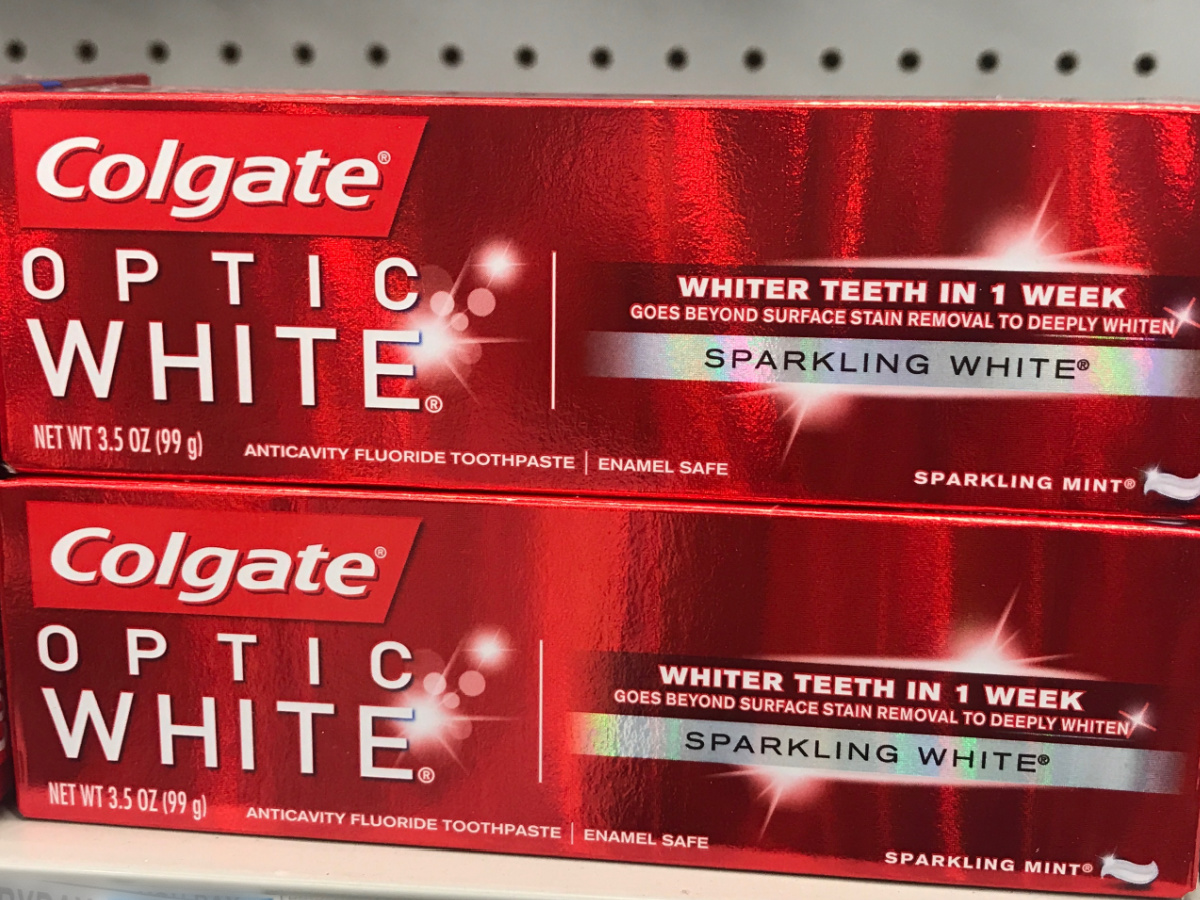 Colgate®
OPTIC
WHITE®
NET WT 3.5 OZ (99 g)
ANTICAVITY FLUORIDE TOOTHPASTE | ENAMEL SAFE
WHITER TEETH IN 1 WEEK
GOES BEYOND SURFACE STAIN REMOVAL TO DEEPLY WHITEN
SPARKLING WHITE®
SPARKLING MINT®
Colgate®
OPTIC
WHITE®
NET WT 3.5 OZ (99 g)
ANTICAVITY FLUORIDE TOOTHPASTE | ENAMEL SAFE
WHITER TEETH IN 1 WEEK
GOES BEYOND SURFACE STAIN REMOVAL TO DEEPLY WHITEN
SPARKLING WHITE®
SPARKLING MINT®